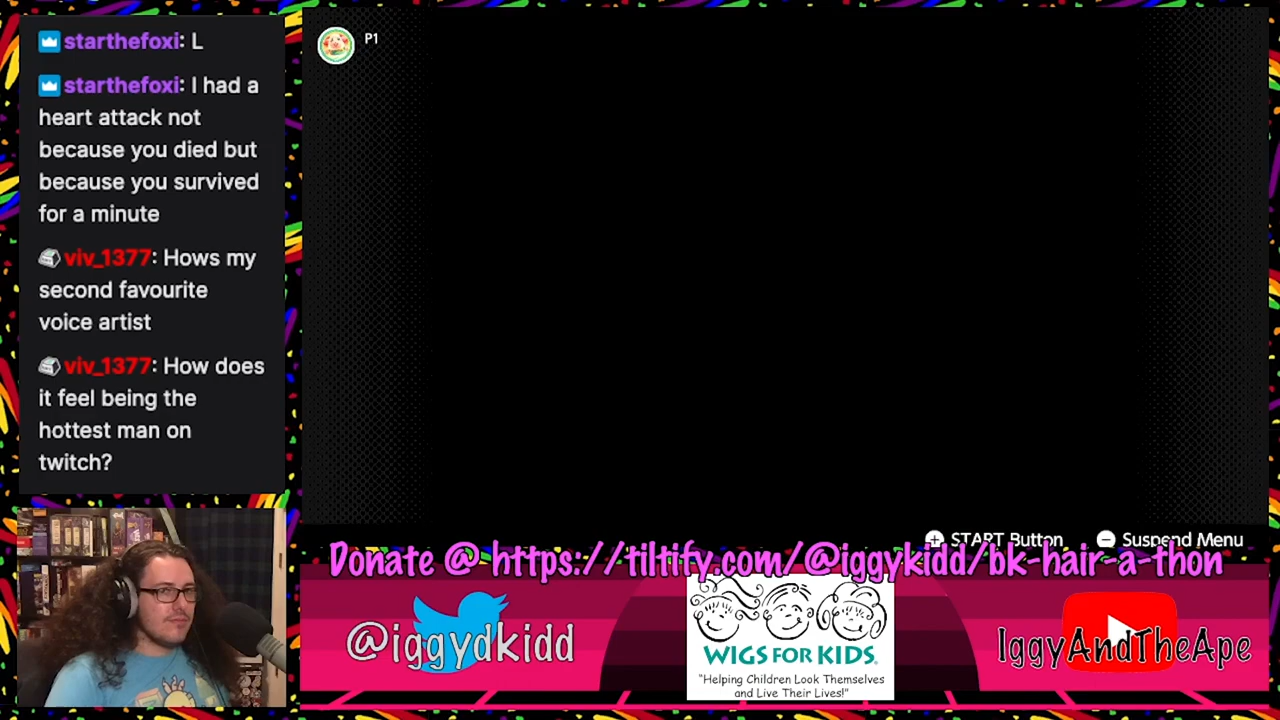 starthefoxi: L
starthefoxi: I had a
heart attack not
because you died but
because you survived
for a minute
viv_1377: Hows my
second favourite
voice artist
viv_1377: How does
it feel being the
hottest man on
twitch?
P1
START Button
Suspend Menu
Donate @ https://tiltify.com/@iggykidd/bk-hair-a-thon
@iggydkidd
WIGS FOR KIDS®
"Helping Children Look Themselves
and Live Their Lives!"
IggyAndTheApe